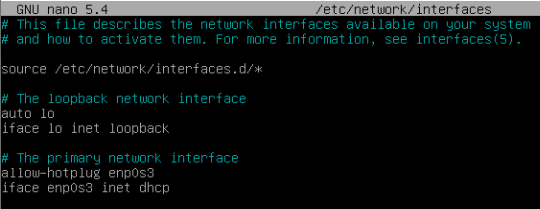 GNU nano 5.4 /etc/network/interfaces
# This file describes the network interfaces available on your system
# and how to activate them. For more information, see interfaces(5).
source /etc/network/interfaces.d/*
# The loopback network interface
auto lo
iface lo inet loopback
# The primary network interface
allow-hotplug enp0s3
iface enp0s3 inet dhcp